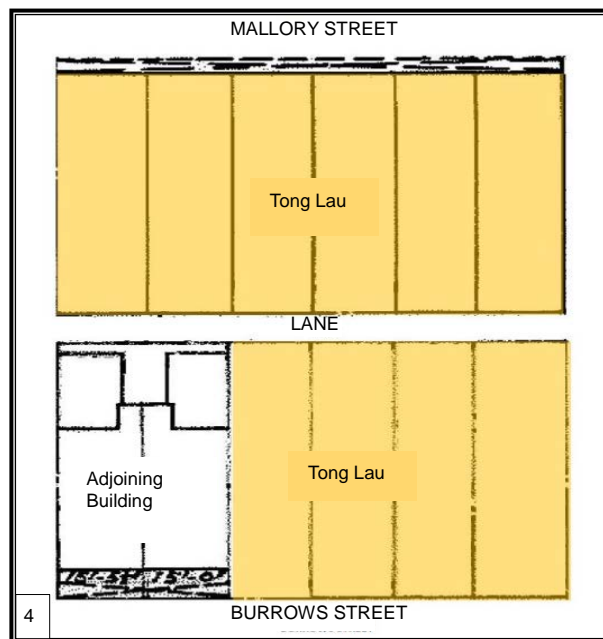 MALLORY STREET
Tong Lau
LANE
Adjoining
Building
Tong Lau
BURROWS STREET
4